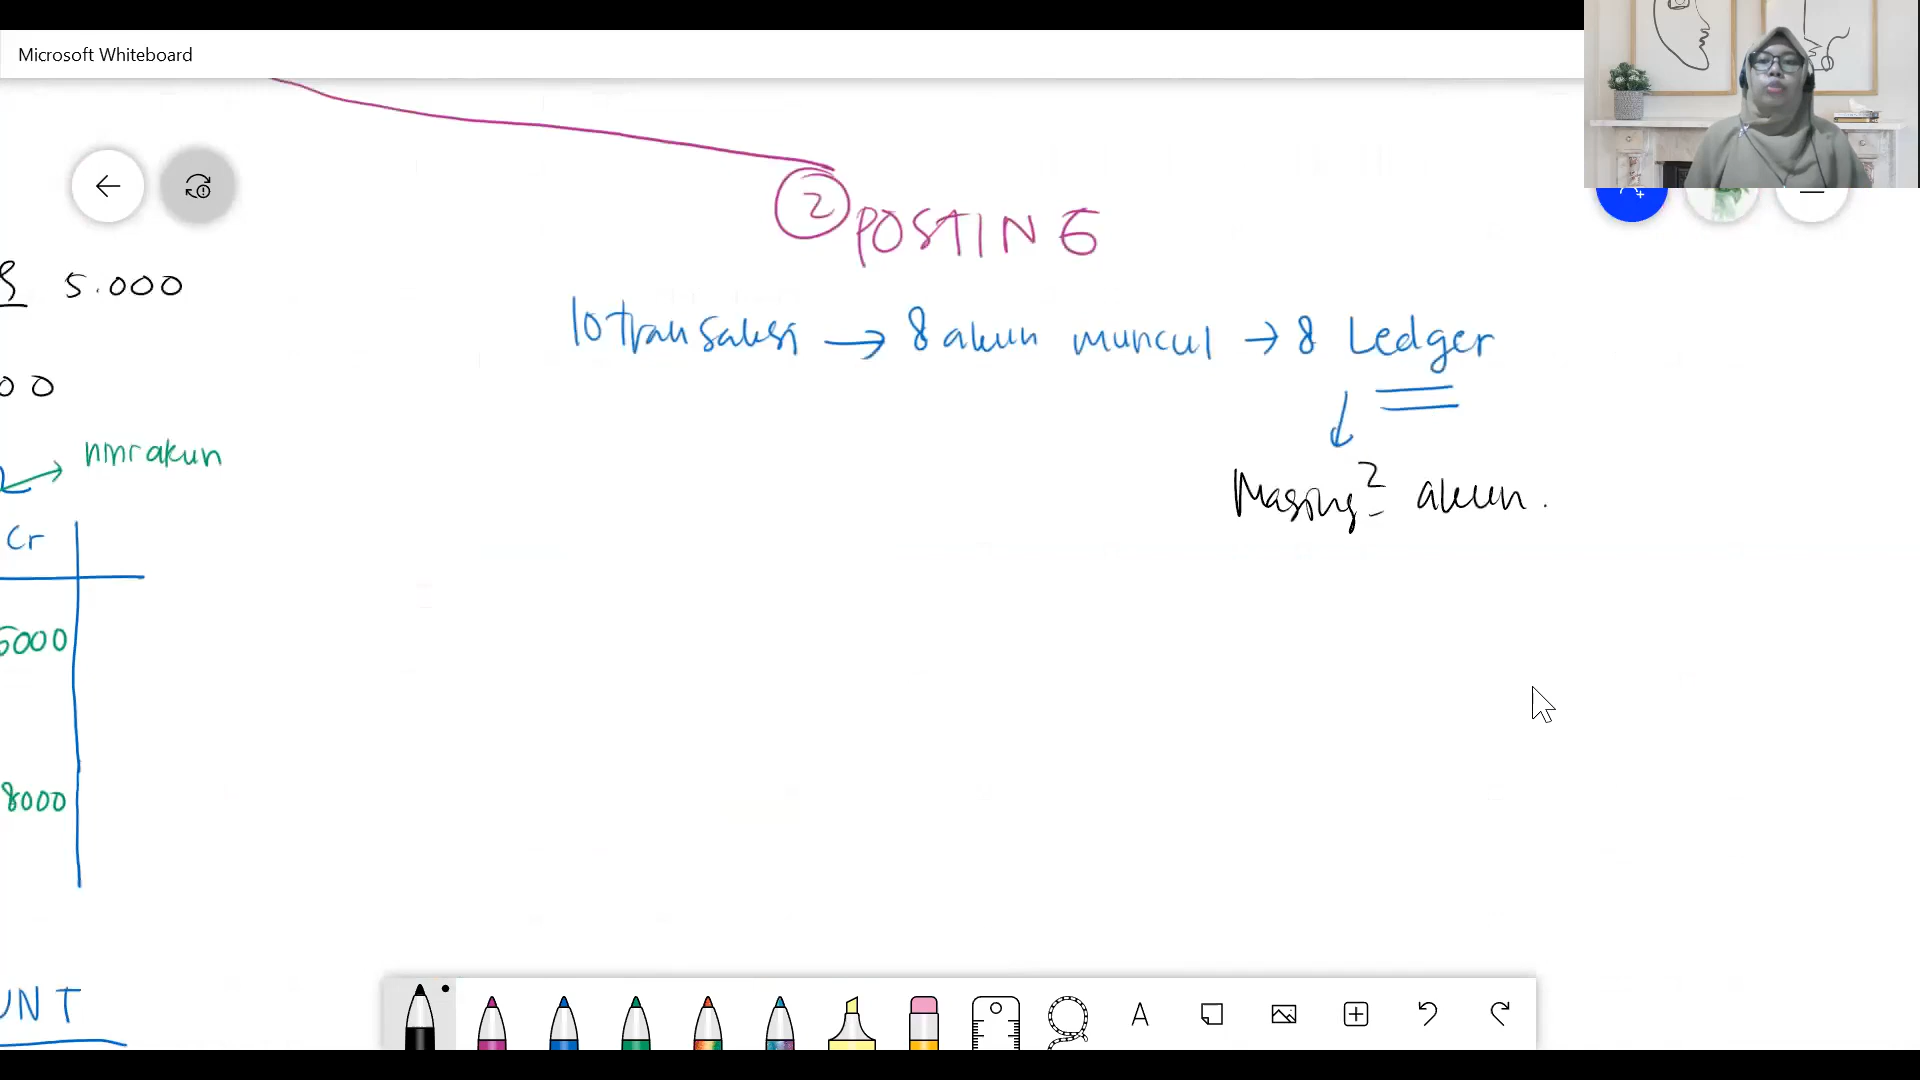 Microsoft Whiteboard
2 POSTING
5.000
10 transaksi → 8 akun muncul → 8 Ledger
00
nmr akun
Masing² akun.
Cr
5000
8000
UNT
A